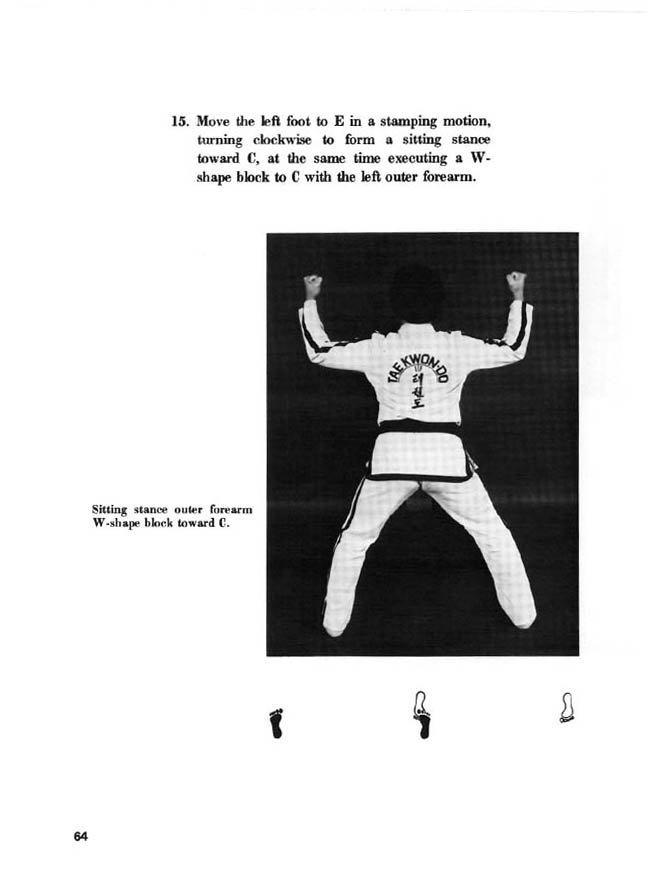 15. Move the left foot to E in a stamping motion,
turning clockwise to form a sitting stance
toward C, at the same time executing a W-
shape block to C with the left outer forearm.
TAEKWON-DO
태
권
도
Sitting stance outer forearm
W-shape block toward C.
64